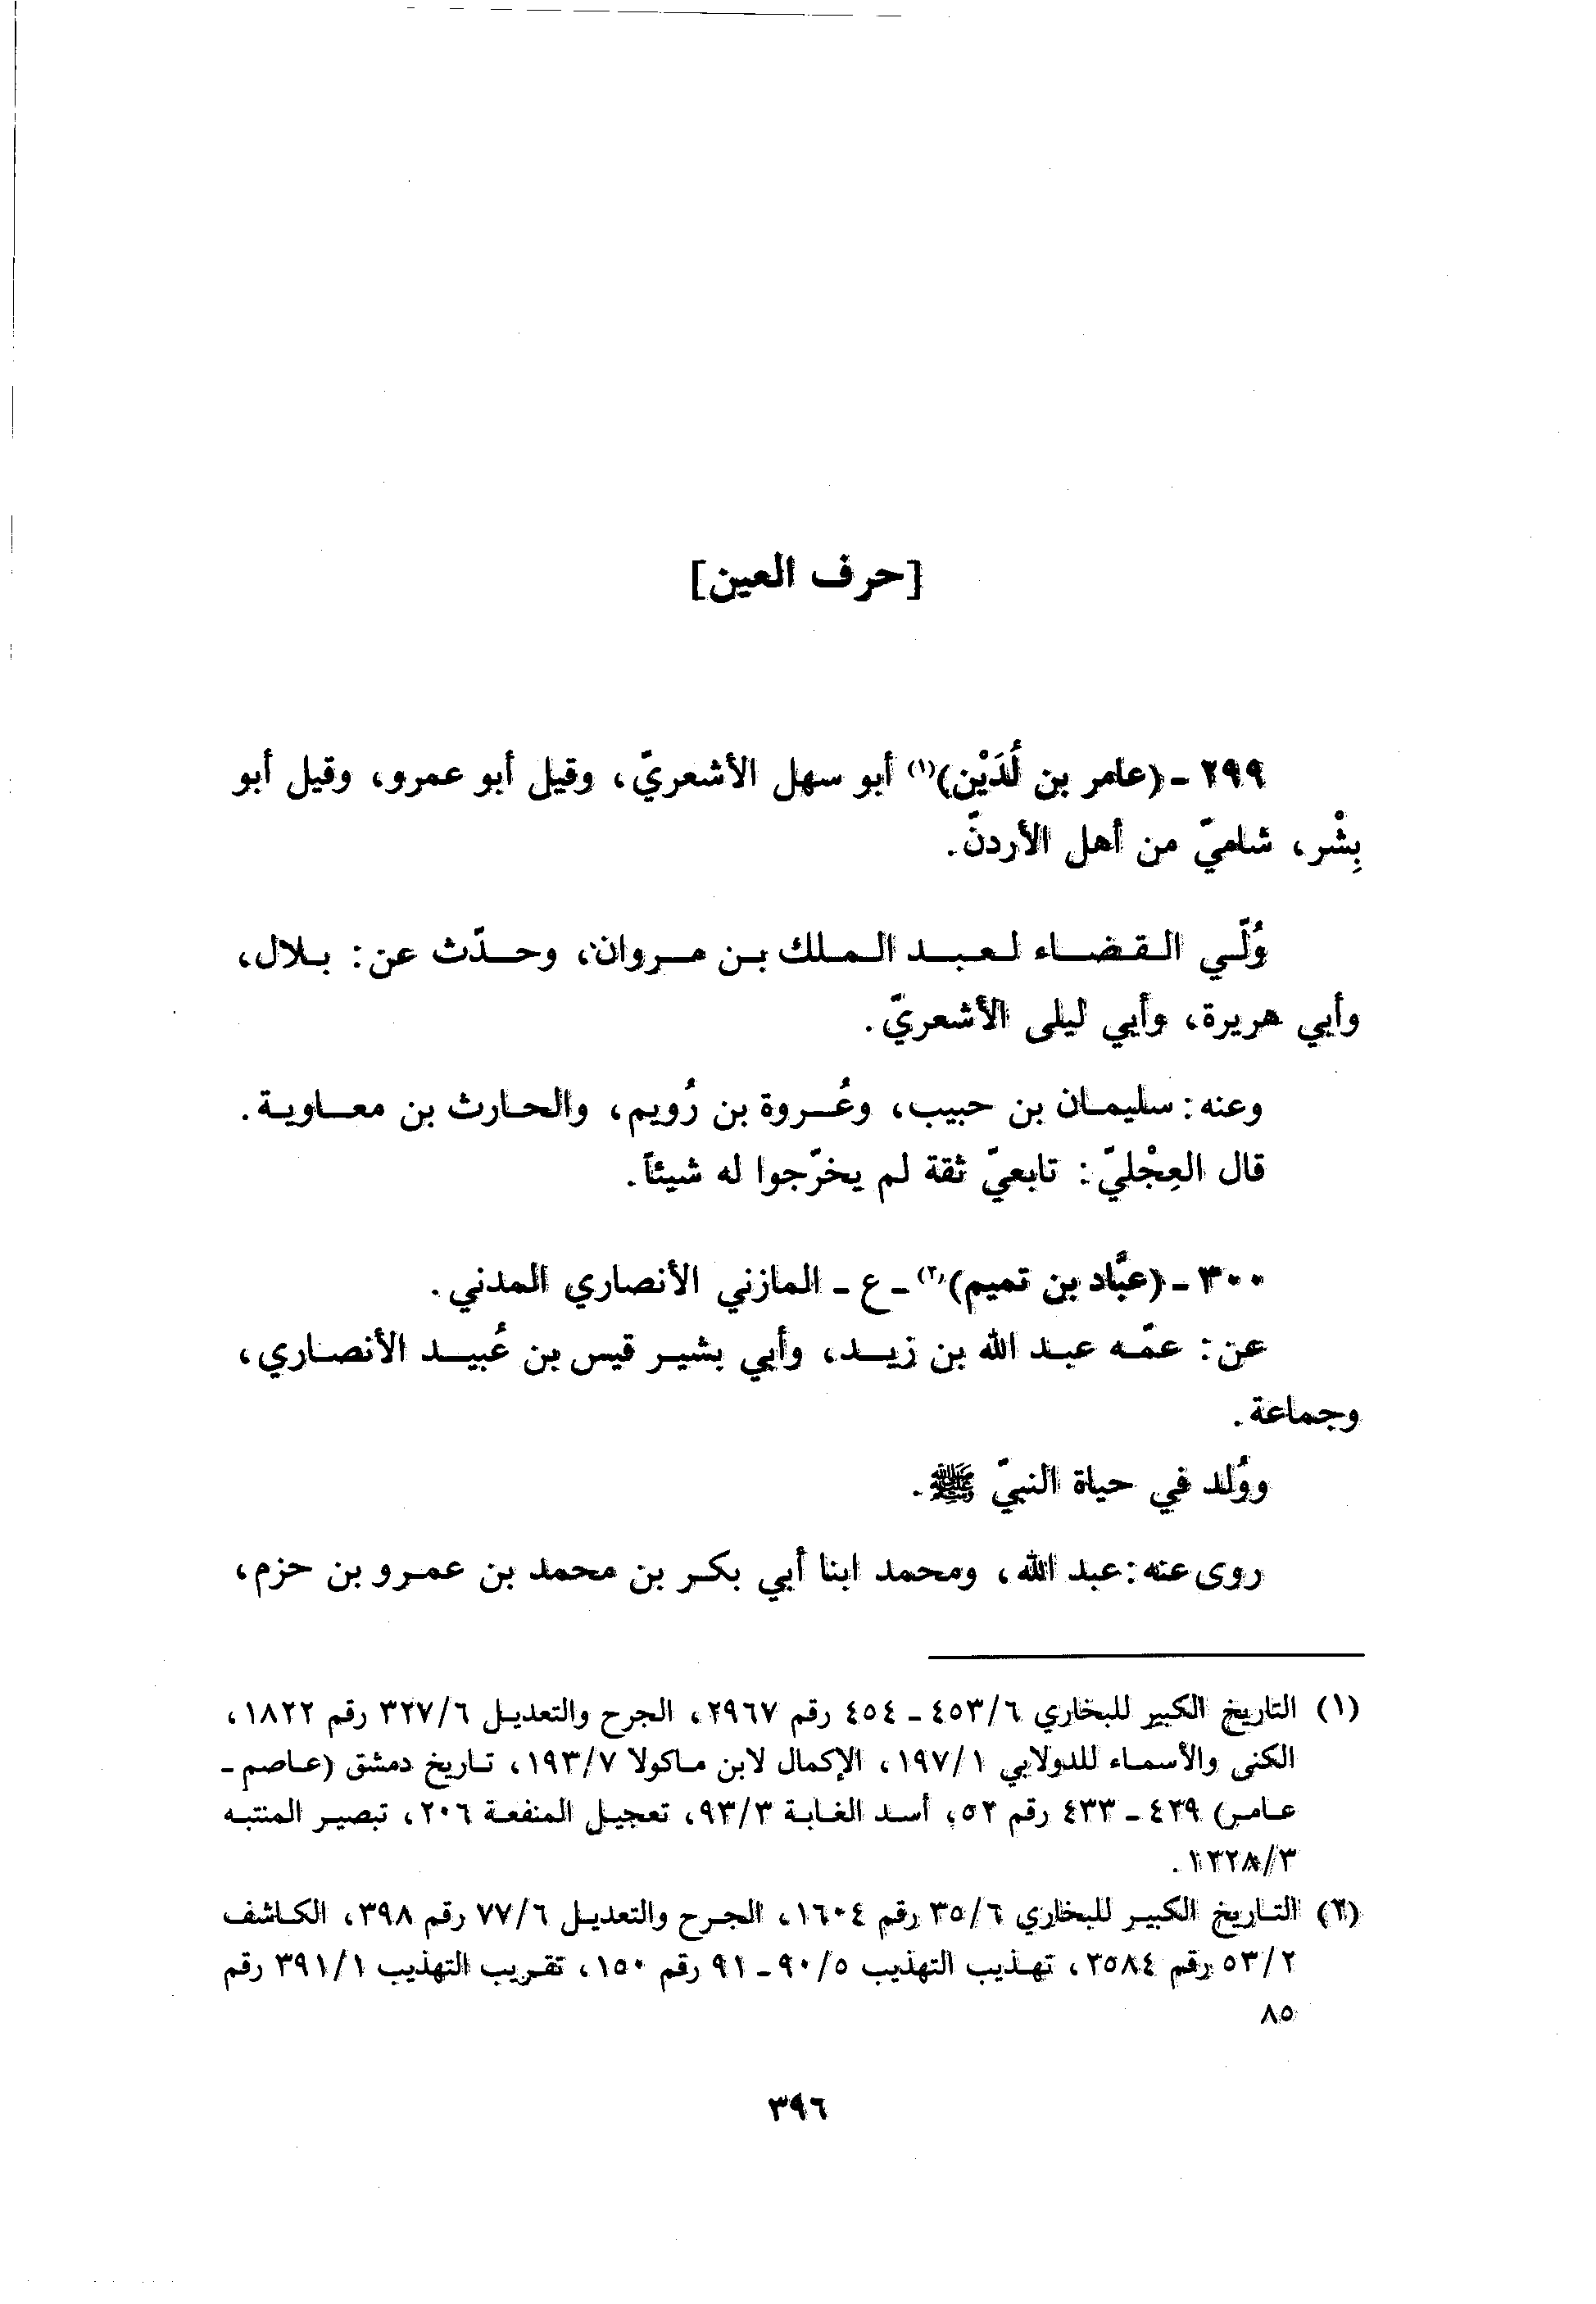 [حرف العين]
٢٩٩ ـ (عامر بن لُدَيْن)(١) أبو سهل الأشعريّ، وقيل أبو عمرو، وقيل أبو
بِشْر، شاميّ من أهل الأردنّ.
وُلّي القضاء لعبد الملك بن مروان، وحدّث عن: بلال،
وأبي هريرة، وأبي ليلى الأشعريّ.
وعنه: سليمان بن حبيب، وعُروة بن رُويم، والحارث بن معاوية.
قال العِجْليّ: تابعيّ ثقة لم يخرّجوا له شيئاً.
٣٠٠ ـ (عبّاد بن تميم)(٢) ـ ع ـ المازني الأنصاري المدني.
عن: عمّه عبد الله بن زيد، وأبي بشير قيس بن عُبيد الأنصاري،
وجماعة.
ووُلد في حياة النبيّ ﷺ.
روى عنه: عبد الله، ومحمد ابنا أبي بكر بن محمد بن عمرو بن حزم،
(١) التاريخ الكبير للبخاري ٤٥٣/٦ ـ ٤٥٤ رقم ٢٩٦٧، الجرح والتعديل ٣٢٧/٦ رقم ١٨٢٢،
الكنى والأسماء للدولابي ١٩٧/١، الإكمال لابن ماكولا ١٩٣/٧، تاريخ دمشق (عاصم ـ
عامر) ٤٢٩ ـ ٤٣٣ رقم ٥٢، أسد الغابة ٩٣/٣، تعجيل المنفعة ٢٠٦، تبصير المنتبه
١٢٢٨/٣.
(٢) التاريخ الكبير للبخاري ٣٥/٦ رقم ١٦٠٤، الجرح والتعديل ٧٧/٦ رقم ٣٩٨، الكاشف
٥٣/٢ رقم ٢٥٨٤، تهذيب التهذيب ٩٠/٥ ـ ٩١ رقم ١٥٠، تقريب التهذيب ٣٩١/١ رقم
٨٥
٣٩٦